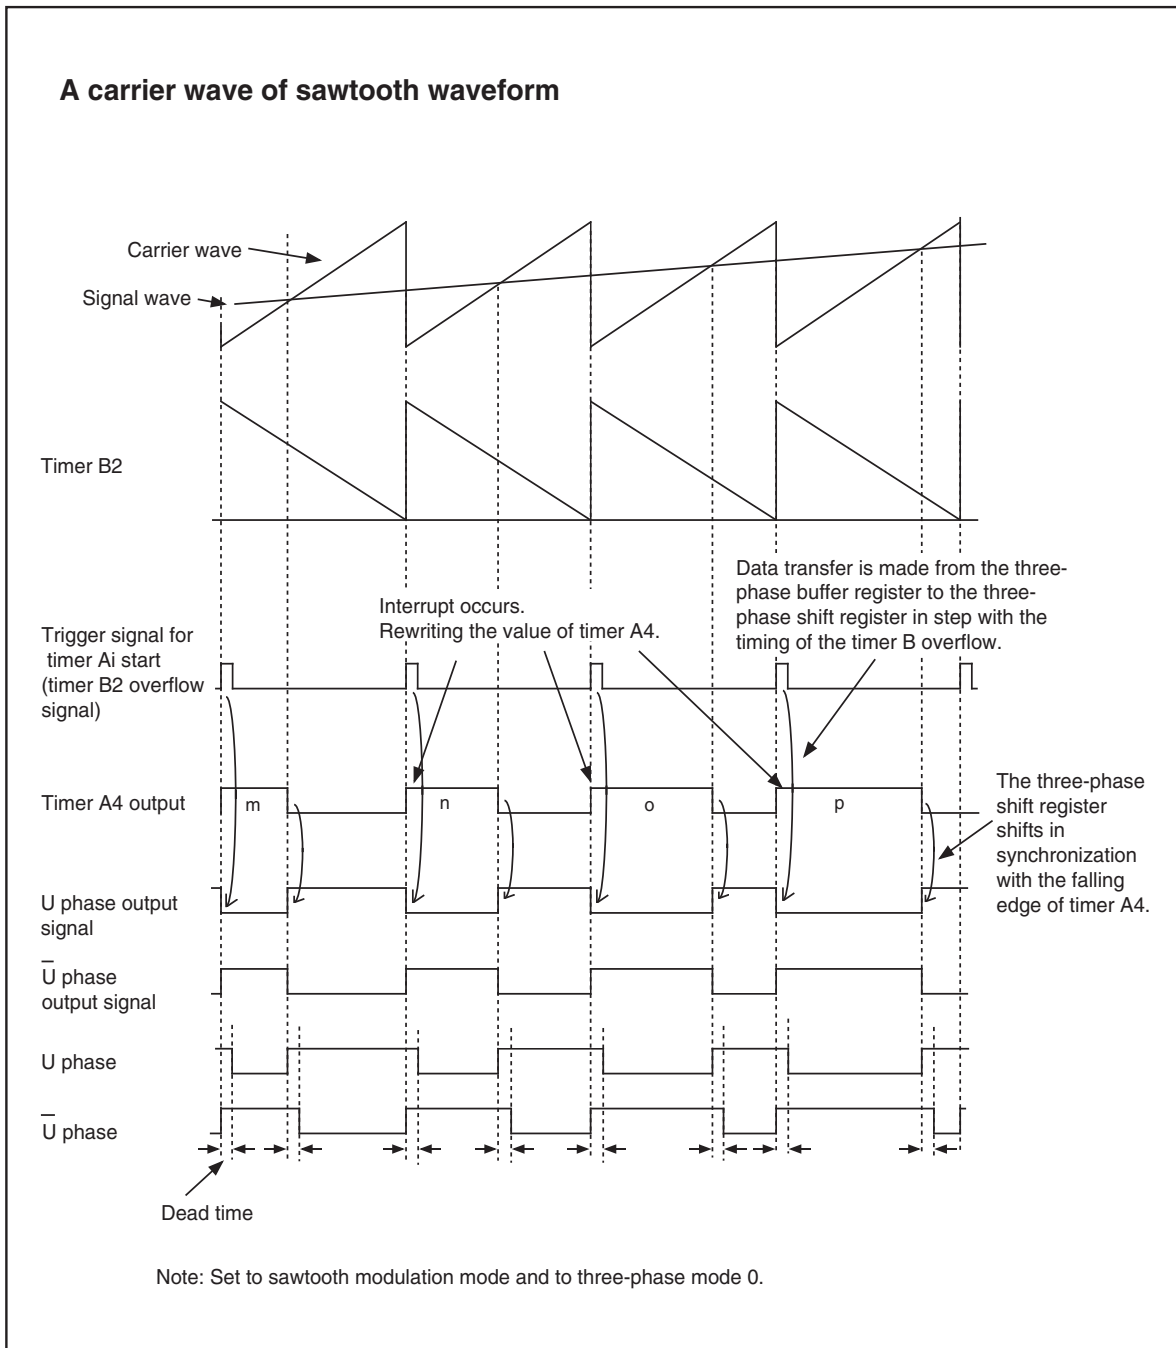 A carrier wave of sawtooth waveform
Carrier wave
Signal wave
Timer B2
Data transfer is made from the three-
phase buffer register to the three-
phase shift register in step with the
timing of the timer B overflow.
Interrupt occurs.
Rewriting the value of timer A4.
Trigger signal for
timer Ai start
(timer B2 overflow
signal)
Timer A4 output
m
n
o
p
The three-phase
shift register
shifts in
synchronization
with the falling
edge of timer A4.
U phase output
signal
U̅ phase
output signal
U phase
U̅ phase
Dead time
Note: Set to sawtooth modulation mode and to three-phase mode 0.